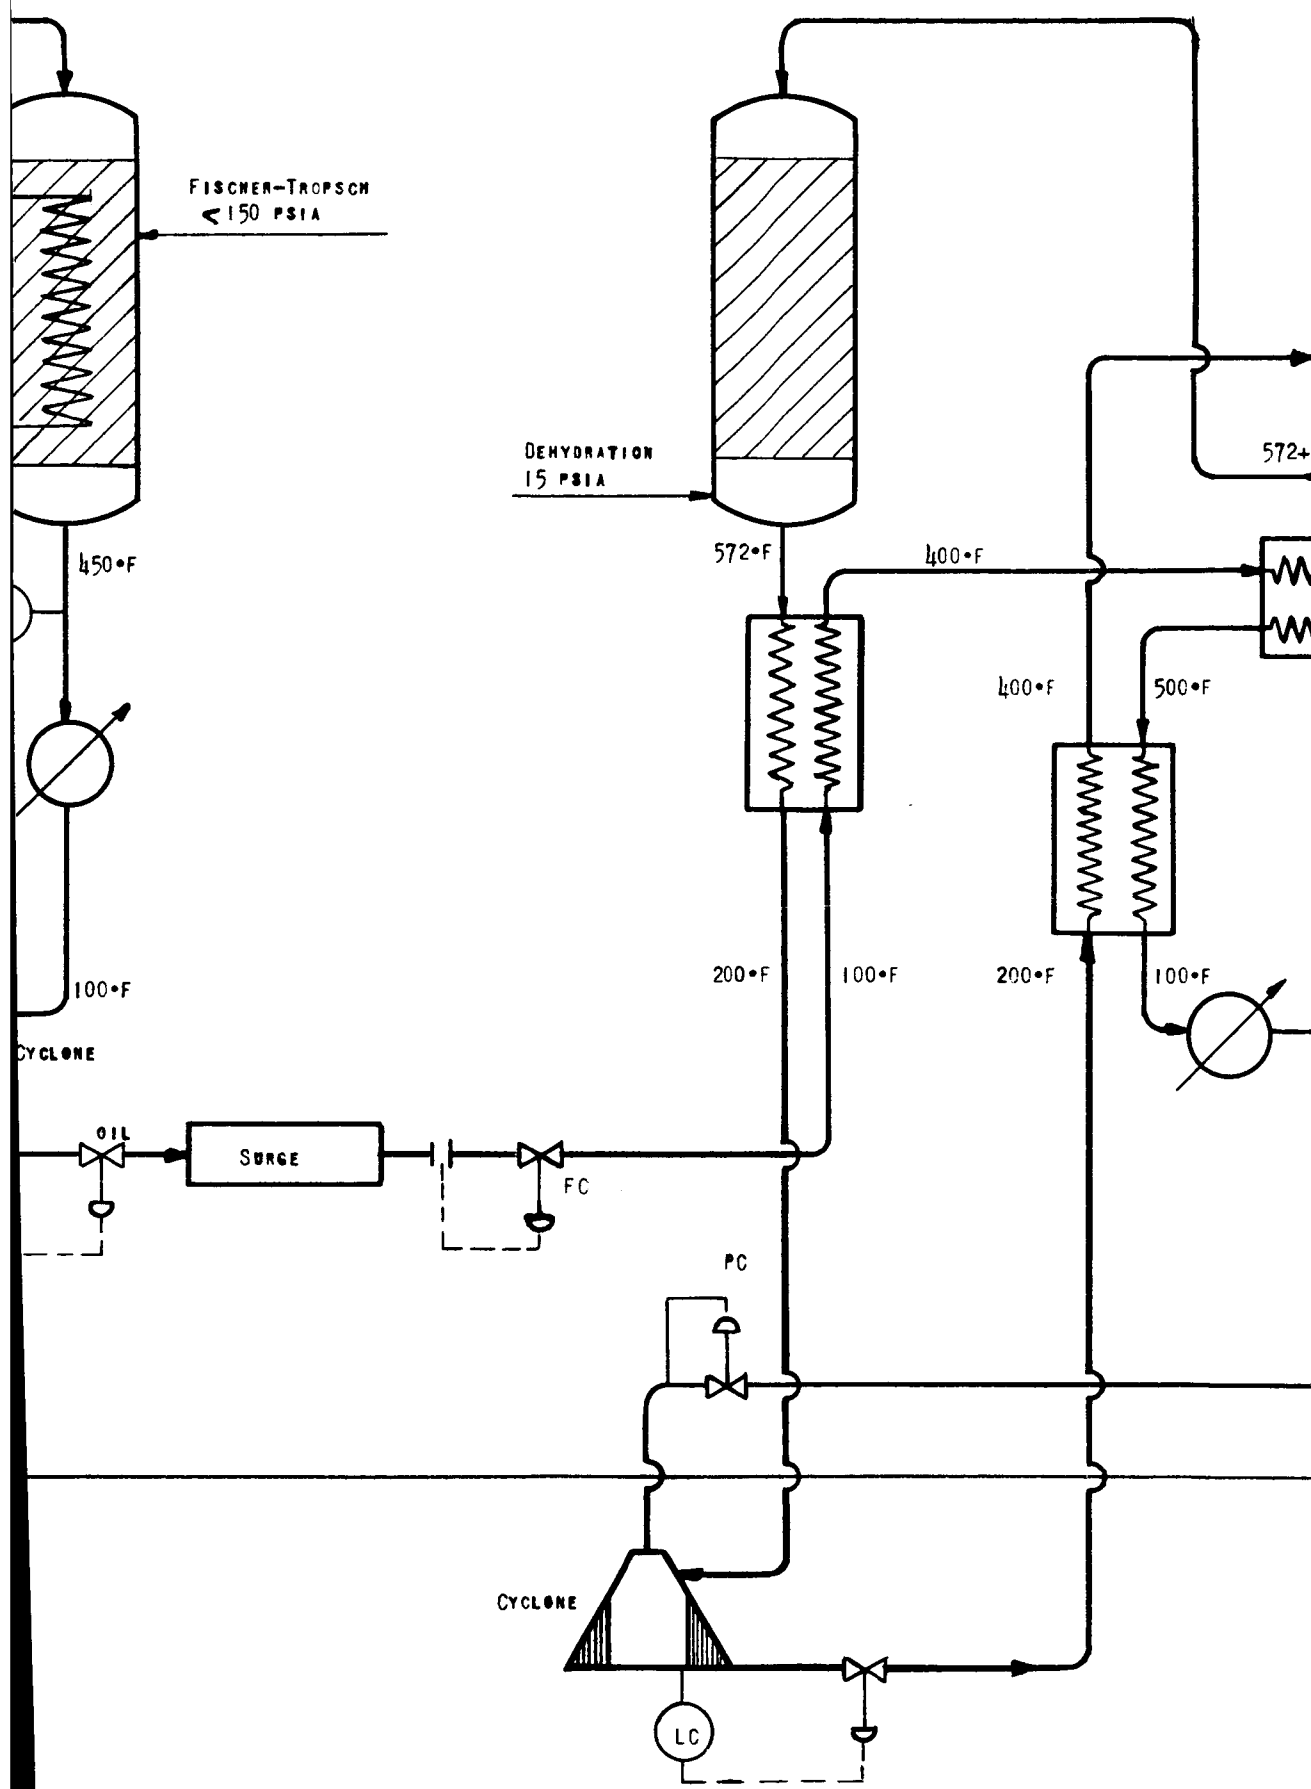 FISCHER-TROPSCH
<150 PSIA
DEHYDRATION
15 PSIA
572+
450°F
572°F
400°F
400°F
500°F
100°F
200°F
100°F
200°F
100°F
CYCLONE
OIL
SURGE
FC
PC
CYCLONE
LC